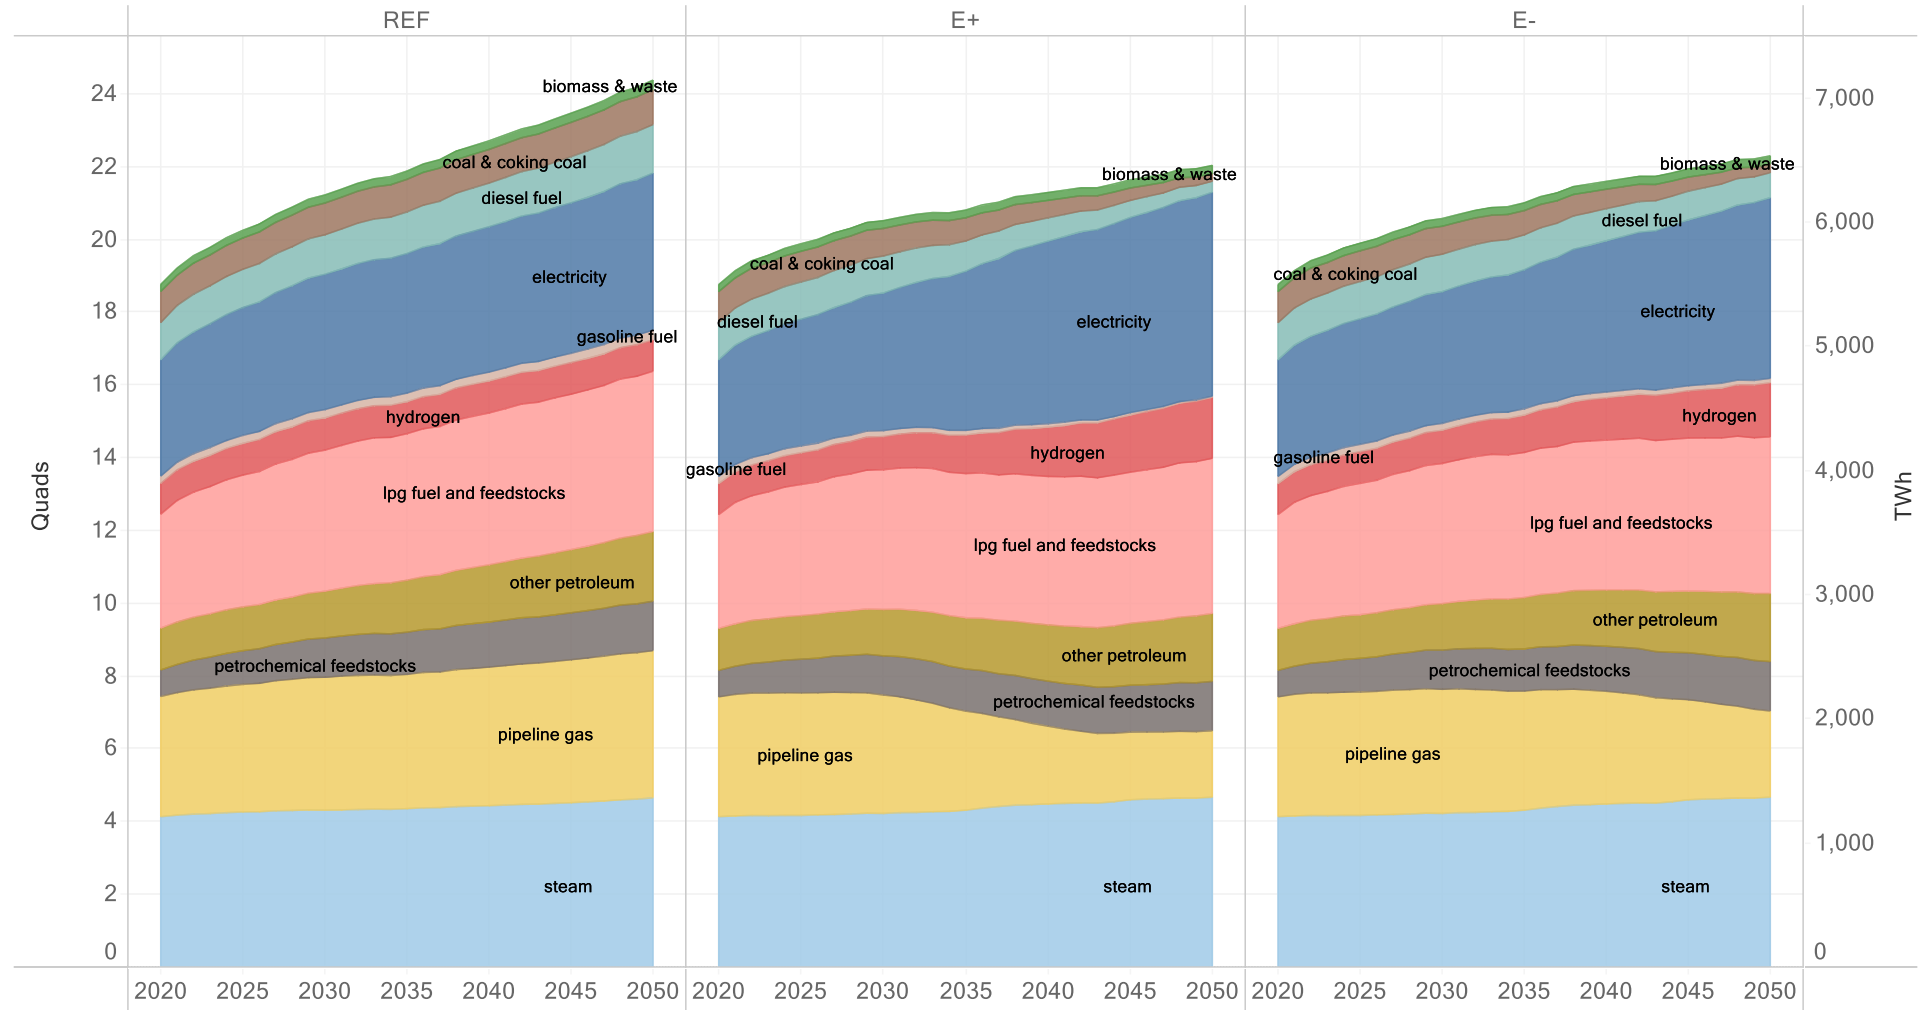 REF
E+
E-
Quads
24
22
20
18
16
14
12
10
8
6
4
2
0
biomass & waste
coal & coking coal
diesel fuel
electricity
gasoline fuel
hydrogen
lpg fuel and feedstocks
other petroleum
petrochemical feedstocks
pipeline gas
steam
biomass & waste
coal & coking coal
diesel fuel
electricity
hydrogen
gasoline fuel
lpg fuel and feedstocks
other petroleum
petrochemical feedstocks
pipeline gas
steam
biomass & waste
diesel fuel
coal & coking coal
electricity
hydrogen
gasoline fuel
lpg fuel and feedstocks
other petroleum
petrochemical feedstocks
pipeline gas
steam
7,000
6,000
5,000
4,000
3,000
2,000
1,000
0
TWh
2020 2025 2030 2035 2040 2045 2050
2020 2025 2030 2035 2040 2045 2050
2020 2025 2030 2035 2040 2045 2050